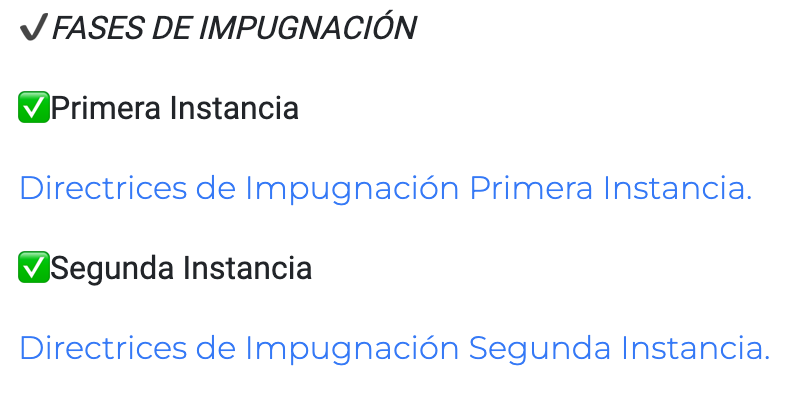 ✔FASES DE IMPUGNACIÓN
✅Primera Instancia
Directrices de Impugnación Primera Instancia.
✅Segunda Instancia
Directrices de Impugnación Segunda Instancia.